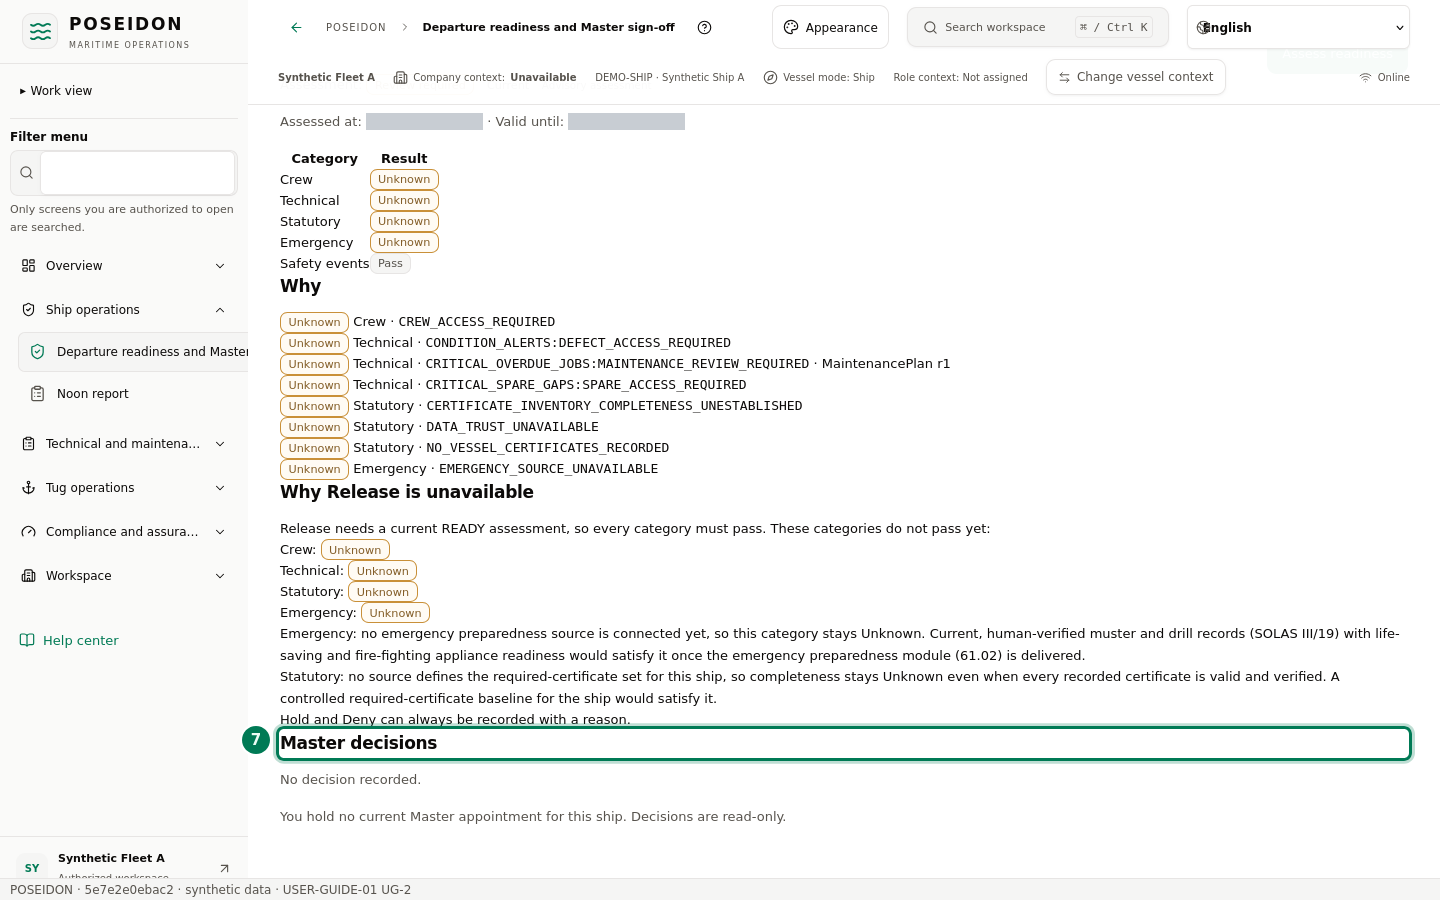 POSEIDON
MARITIME OPERATIONS
POSEIDON
Departure readiness and Master sign-off
Appearance
Search workspace
⌘ / Ctrl K
English
Synthetic Fleet A
Company context: Unavailable
DEMO-SHIP · Synthetic Ship A
Vessel mode: Ship
Role context: Not assigned
Change vessel context
Online
Work view
Filter menu
Only screens you are authorized to open
are searched.
Overview
Ship operations
Departure readiness and Master
Noon report
Technical and maintena…
Tug operations
Compliance and assura…
Workspace
Help center
SY
Synthetic Fleet A
Authorized workspace
Assessed at:
· Valid until:
Category Result
Crew Unknown
Technical Unknown
Statutory Unknown
Emergency Unknown
Safety events Pass
Why
Unknown Crew · CREW_ACCESS_REQUIRED
Unknown Technical · CONDITION_ALERTS:DEFECT_ACCESS_REQUIRED
Unknown Technical · CRITICAL_OVERDUE_JOBS:MAINTENANCE_REVIEW_REQUIRED · MaintenancePlan r1
Unknown Technical · CRITICAL_SPARE_GAPS:SPARE_ACCESS_REQUIRED
Unknown Statutory · CERTIFICATE_INVENTORY_COMPLETENESS_UNESTABLISHED
Unknown Statutory · DATA_TRUST_UNAVAILABLE
Unknown Statutory · NO_VESSEL_CERTIFICATES_RECORDED
Unknown Emergency · EMERGENCY_SOURCE_UNAVAILABLE
Why Release is unavailable
Release needs a current READY assessment, so every category must pass. These categories do not pass yet:
Crew: Unknown
Technical: Unknown
Statutory: Unknown
Emergency: Unknown
Emergency: no emergency preparedness source is connected yet, so this category stays Unknown. Current, human-verified muster and drill records (SOLAS III/19) with life-
saving and fire-fighting appliance readiness would satisfy it once the emergency preparedness module (61.02) is delivered.
Statutory: no source defines the required-certificate set for this ship, so completeness stays Unknown even when every recorded certificate is valid and verified. A
controlled required-certificate baseline for the ship would satisfy it.
Hold and Deny can always be recorded with a reason.
7
Master decisions
No decision recorded.
You hold no current Master appointment for this ship. Decisions are read-only.
POSEIDON · 5e7e2e0ebac2 · synthetic data · USER-GUIDE-01 UG-2